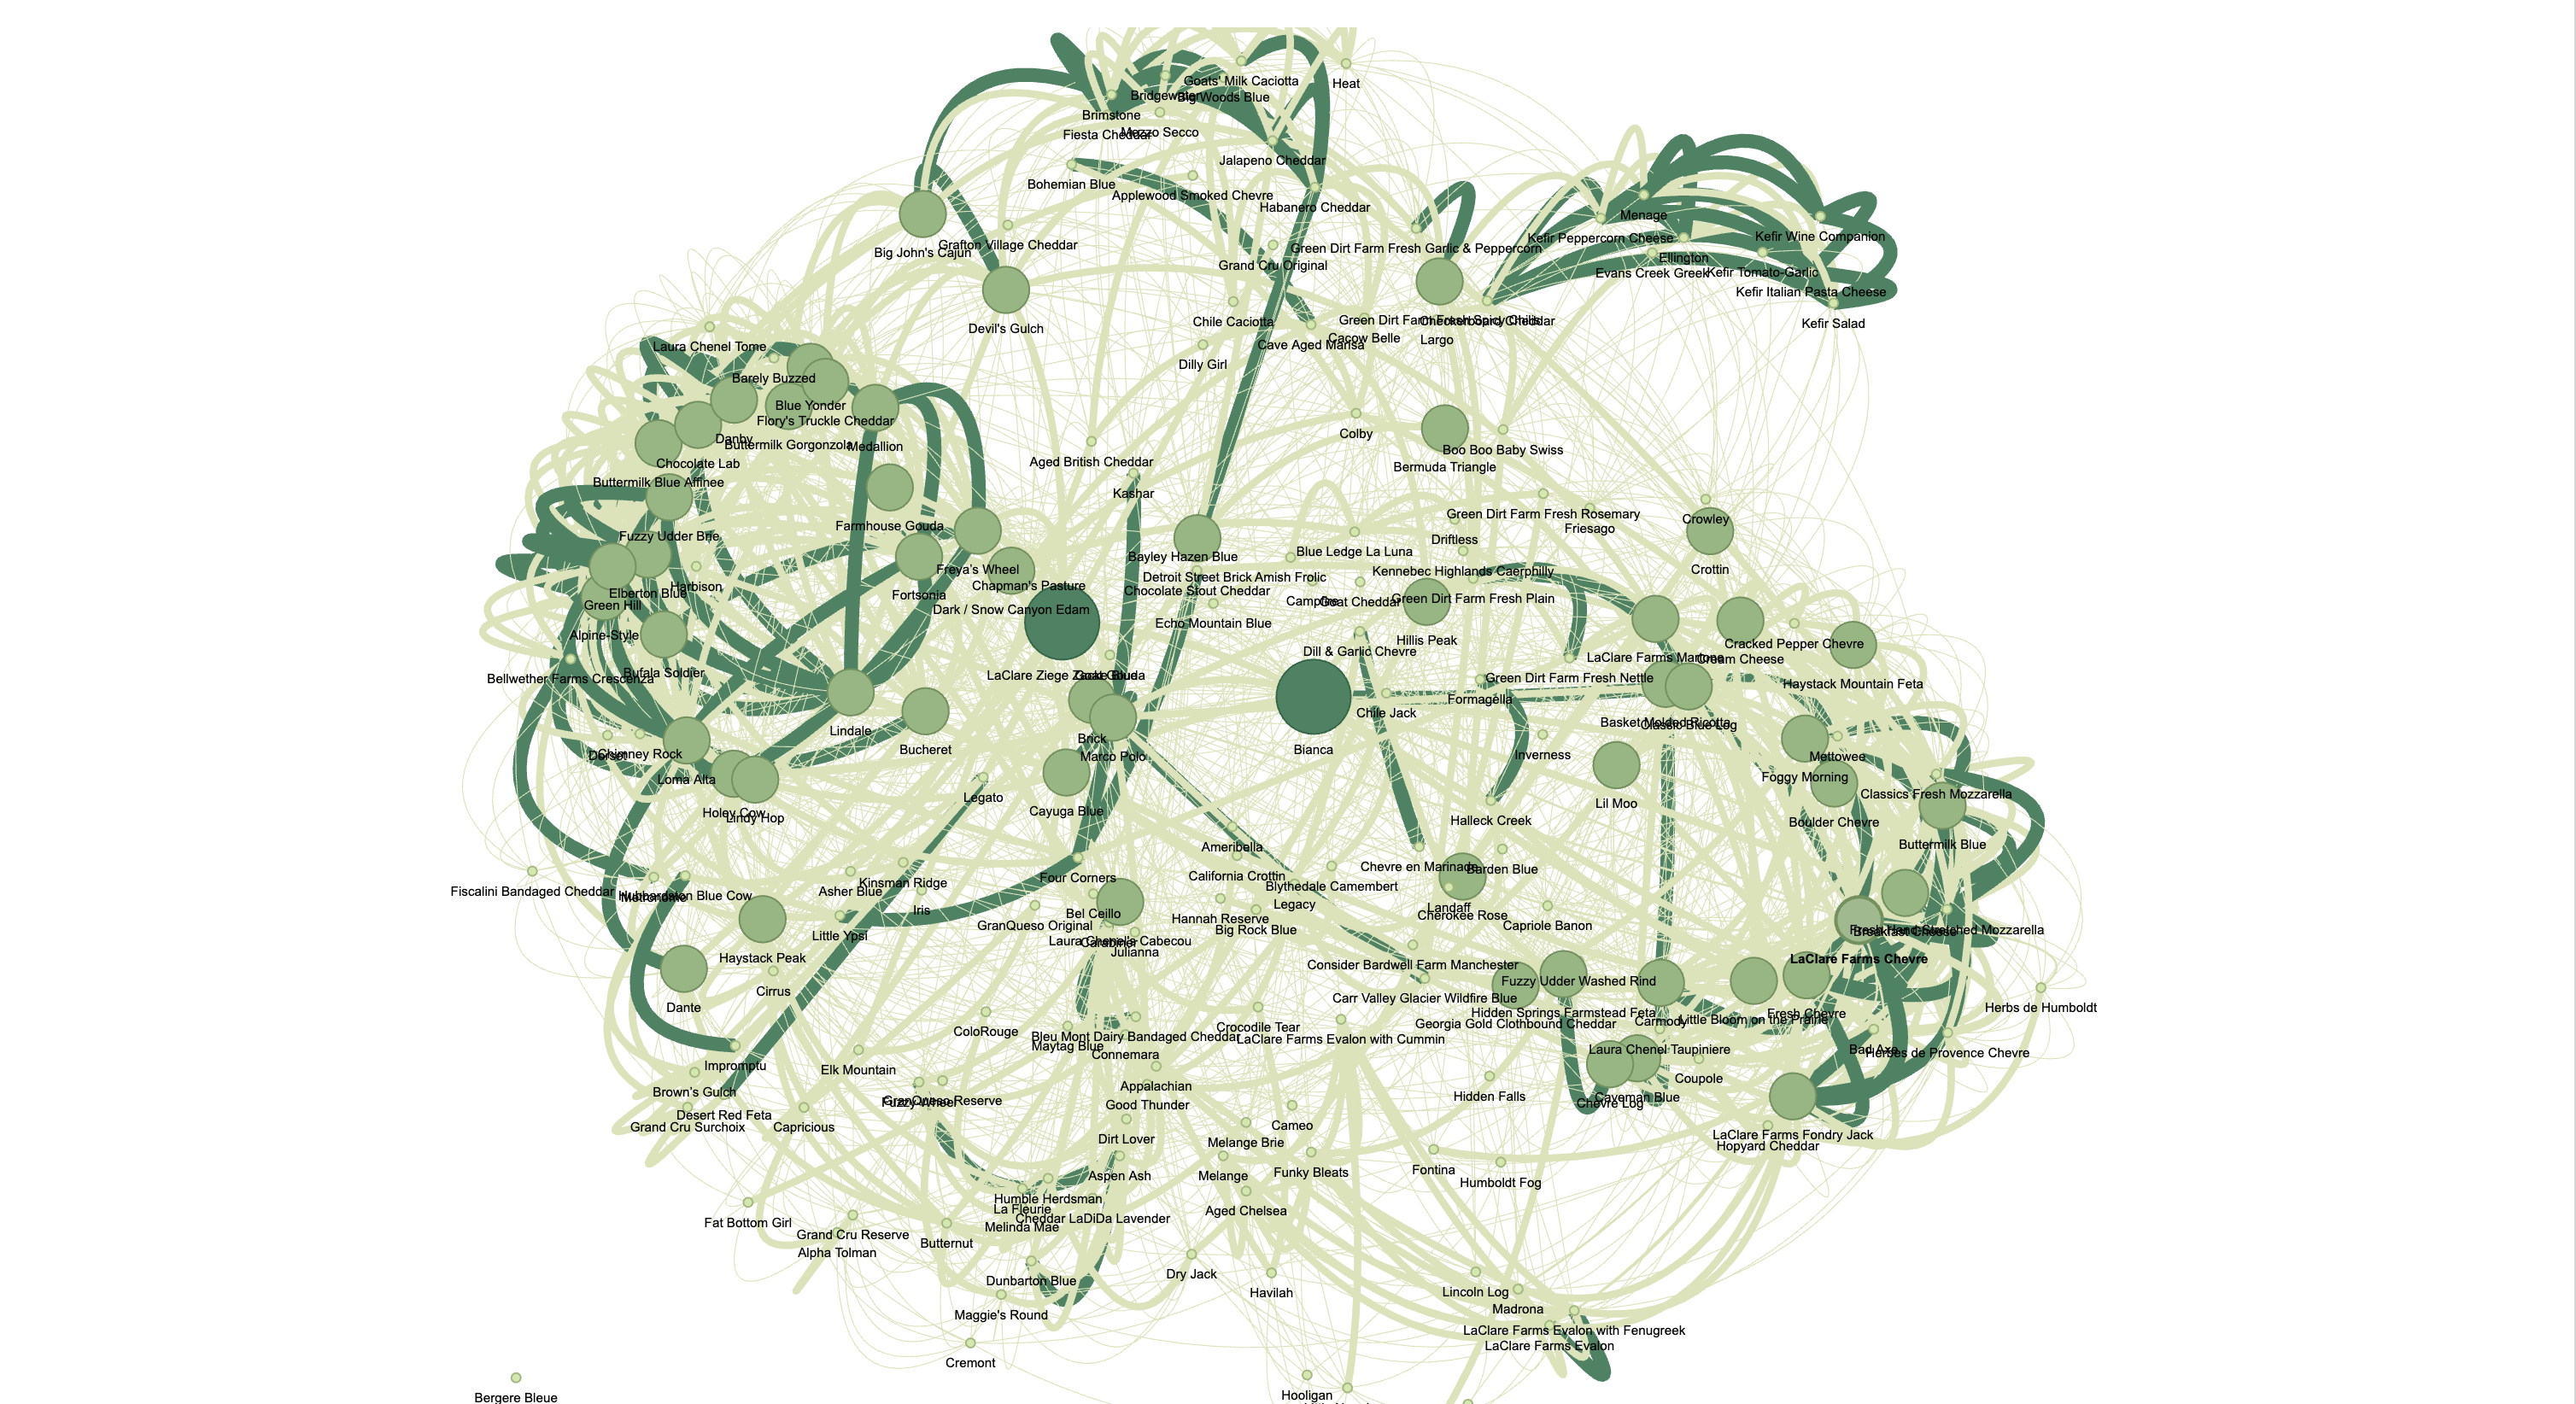 Goats' Milk Caciotta
Heat
Bridgewater
Big Woods Blue
Brimstone
Fiesta Cheddar
Mezzo Secco
Jalapeno Cheddar
Bohemian Blue
Applewood Smoked Chevre
Habanero Cheddar
Menage
Kefir Wine Companion
Kefir Peppercorn Cheese
Grafton Village Cheddar
Big John's Cajun
Green Dirt Farm Fresh Garlic & Peppercorn
Ellington
Grand Cru Original
Evans Creek Greek
Kefir Tomato-Garlic
Kefir Italian Pasta Cheese
Chile Caciotta
Green Dirt Farm Fresh Spicy Chilis
Checkerboard Cheddar
Kefir Salad
Devil's Gulch
Cacow Belle
Largo
Cave Aged Marisa
Laura Chenel Tome
Dilly Girl
Barely Buzzed
Blue Yonder
Flory's Truckle Cheddar
Colby
Danby
Buttermilk Gorgonzola
Medallion
Boo Boo Baby Swiss
Chocolate Lab
Aged British Cheddar
Bermuda Triangle
Buttermilk Blue Affinee
Kashar
Green Dirt Farm Fresh Rosemary
Crowley
Farmhouse Gouda
Friesago
Fuzzy Udder Brie
Driftless
Blue Ledge La Luna
Bayley Hazen Blue
Freya's Wheel
Kennebec Highlands Caerphilly
Crottin
Detroit Street Brick
Amish Frolic
Chapman's Pasture
Harbison
Chocolate Stout Cheddar
Elberton Blue
Fortsonia
Green Dirt Farm Fresh Plain
Campfire
Goat Cheddar
Green Hill
Dark / Snow Canyon Edam
Echo Mountain Blue
Alpine-Style
Hillis Peak
Cracked Pepper Chevre
Dill & Garlic Chevre
LaClare Farms Martone
Cream Cheese
Bufala Soldier
LaClare Ziege Zacke Blue
Goat Gouda
Bellwether Farms Crescenza
Green Dirt Farm Fresh Nettle
Haystack Mountain Feta
Formagella
Chile Jack
Basket Molded Ricotta
Classic Blue Log
Lindale
Brick
Bucheret
Bianca
Chimney Rock
Dorset
Marco Polo
Inverness
Mettowee
Loma Alta
Foggy Morning
Classics Fresh Mozzarella
Legato
Lil Moo
Holey Cow
Lindy Hop
Cayuga Blue
Halleck Creek
Boulder Chevre
Buttermilk Blue
Ameribella
Chevre en Marinade
Barden Blue
California Crottin
Four Corners
Kinsman Ridge
Blythedale Camembert
Fiscalini Bandaged Cheddar
Asher Blue
Hubbardston Blue Cow
Metronome
Legacy
Landaff
Iris
Bel Ceillo
Cherokee Rose
Hannah Reserve
GranQueso Original
Capriole Banon
Big Rock Blue
Fresh Hand-Stretched Mozzarella
Breakfast Cheese
Little Ypsi
Laura Chenel's Cabecou
Carabiner
Julianna
Haystack Peak
LaClare Farms Chevre
Consider Bardwell Farm Manchester
Fuzzy Udder Washed Rind
Cirrus
Carr Valley Glacier Wildfire Blue
Dante
Herbs de Humboldt
Hidden Springs Farmstead Feta
Fresh Chevre
Little Bloom on the Prairie
Carmody
Georgia Gold Clothbound Cheddar
Crocodile Tear
ColoRouge
Bleu Mont Dairy Bandaged Cheddar
LaClare Farms Evalon with Cummin
Maytag Blue
Laura Chenel Taupiniere
Bad Axe
Herbes de Provence Chevre
Connemara
Impromptu
Elk Mountain
Coupole
Appalachian
Brown's Gulch
Hidden Falls
Caveman Blue
Chevre Log
GranQueso Reserve
Fuzzy Wheel
Good Thunder
Desert Red Feta
Grand Cru Surchoix
Capricious
Cameo
LaClare Farms Fondry Jack
Dirt Lover
Melange Brie
Hopyard Cheddar
Fontina
Funky Bleats
Aspen Ash
Melange
Humboldt Fog
Humble Herdsman
La Fleurie
Aged Chelsea
Cheddar LaDiDa Lavender
Fat Bottom Girl
Melinda Mae
Grand Cru Reserve
Butternut
Alpha Tolman
Dry Jack
Dunbarton Blue
Havilah
Lincoln Log
Madrona
Maggie's Round
LaClare Farms Evalon with Fenugreek
LaClare Farms Evalon
Cremont
Bergere Bleue
Hooligan